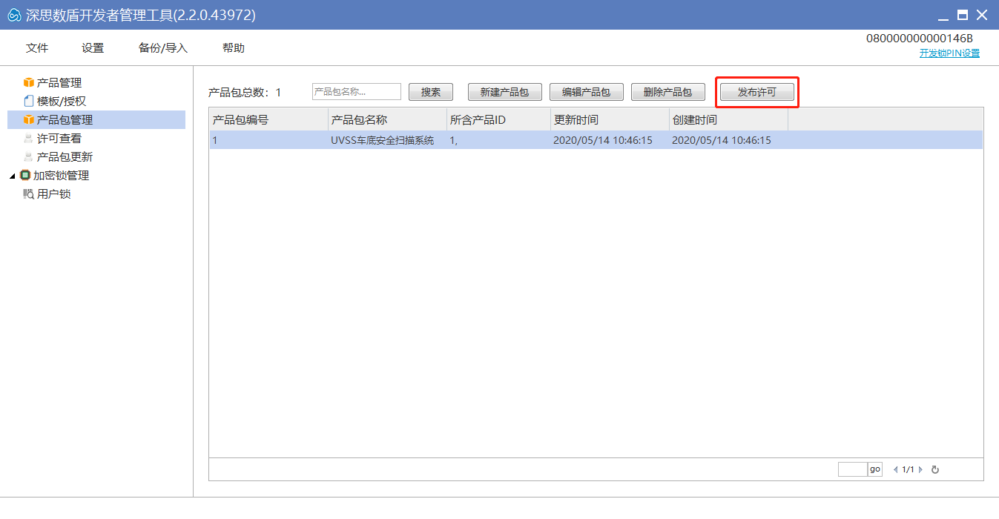 深思数盾开发者管理工具(2.2.0.43972)
文件 设置 备份/导入 帮助
080000000000146B
开发锁PIN设置
产品管理
模板/授权
产品包管理
许可查看
产品包更新
加密锁管理
用户锁
产品包总数：1 产品包名称... 搜索 新建产品包 编辑产品包 删除产品包 发布许可
产品包编号 产品包名称 所含产品ID 更新时间 创建时间
1 UVSS车底安全扫描系统 1, 2020/05/14 10:46:15 2020/05/14 10:46:15
go 1/1